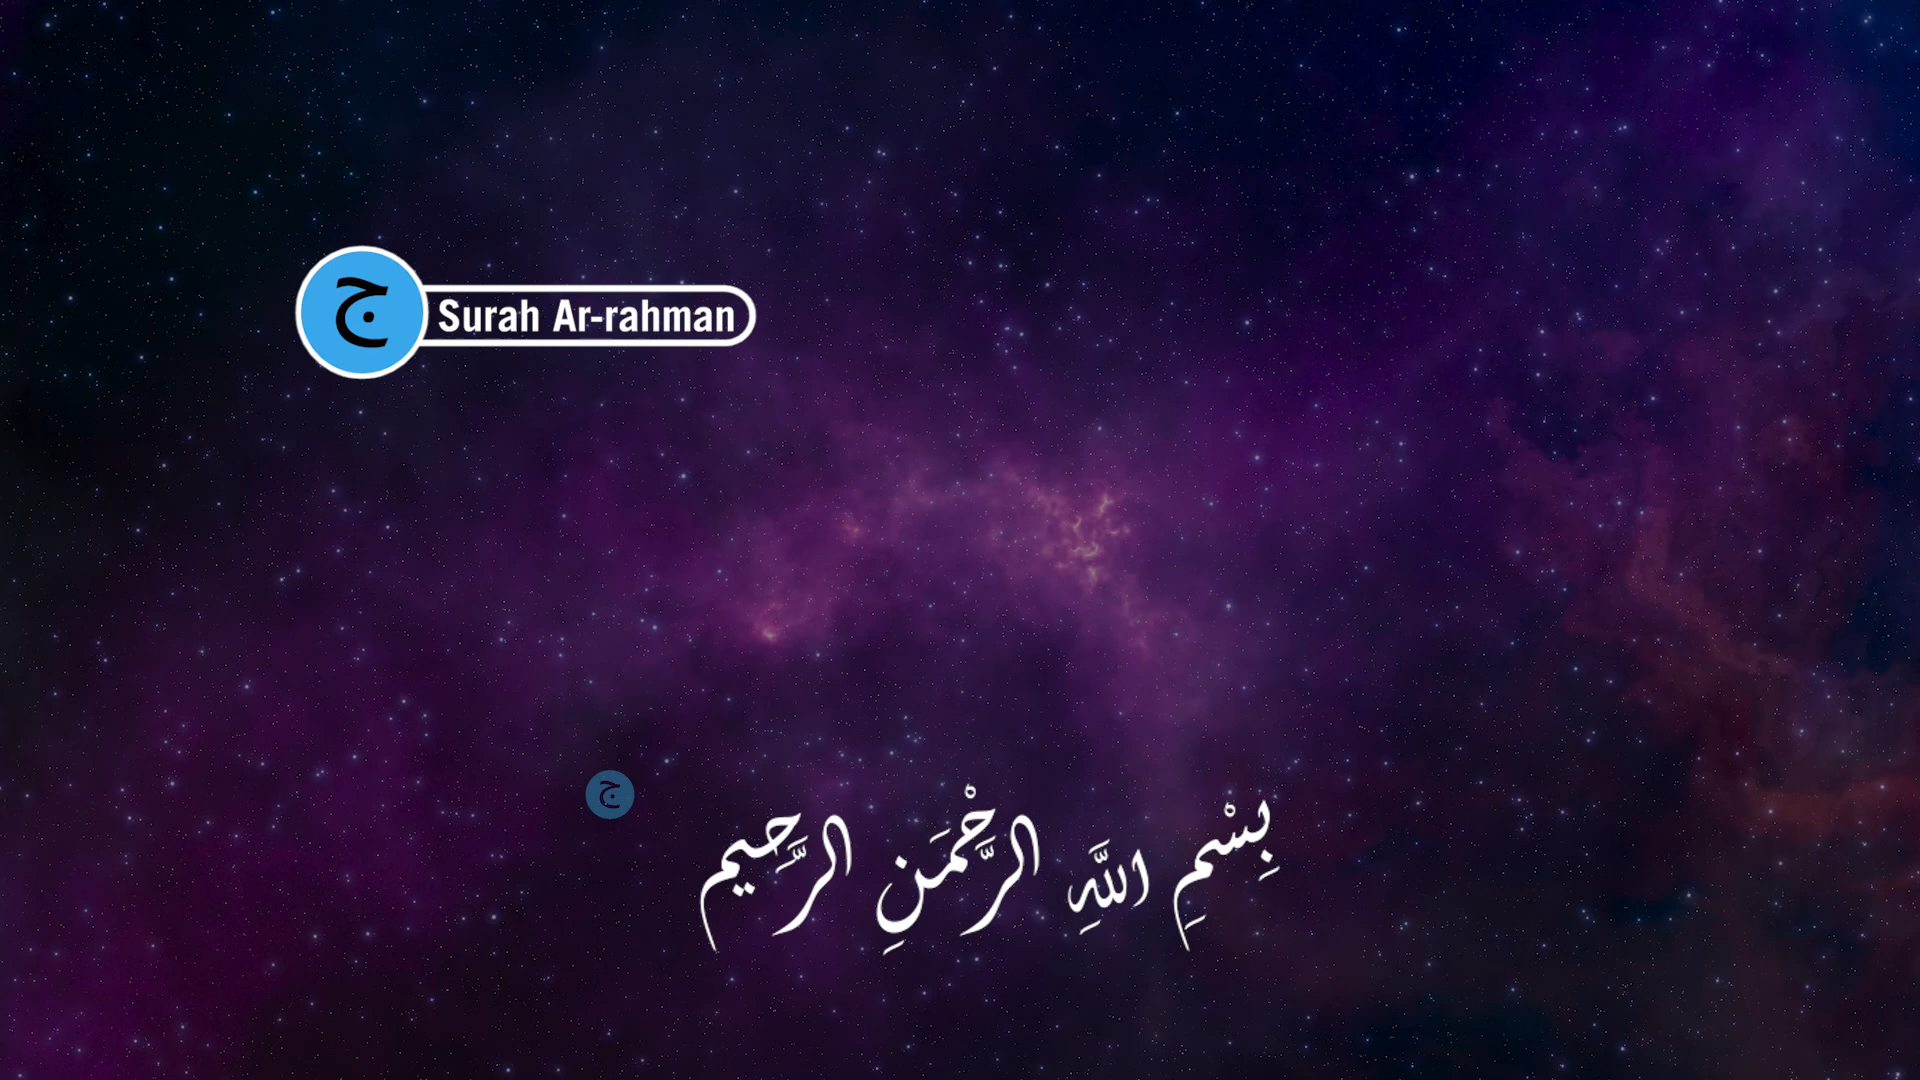 ج
Surah Ar-rahman
ج
بِسْمِ اللَّهِ الرَّحْمَنِ الرَّحِيم